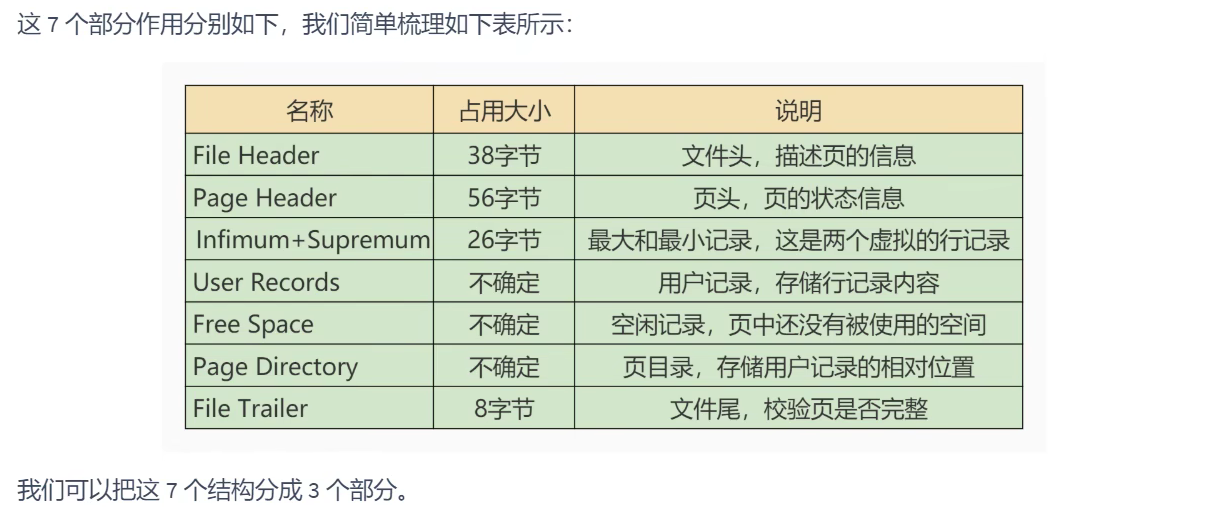 这 7 个部分作用分别如下，我们简单梳理如下表所示：
名称 占用大小 说明
File Header 38字节 文件头，描述页的信息
Page Header 56字节 页头，页的状态信息
Infimum+Supremum 26字节 最大和最小记录，这是两个虚拟的行记录
User Records 不确定 用户记录，存储行记录内容
Free Space 不确定 空闲记录，页中还没有被使用的空间
Page Directory 不确定 页目录，存储用户记录的相对位置
File Trailer 8字节 文件尾，校验页是否完整
我们可以把这 7 个结构分成 3 个部分。